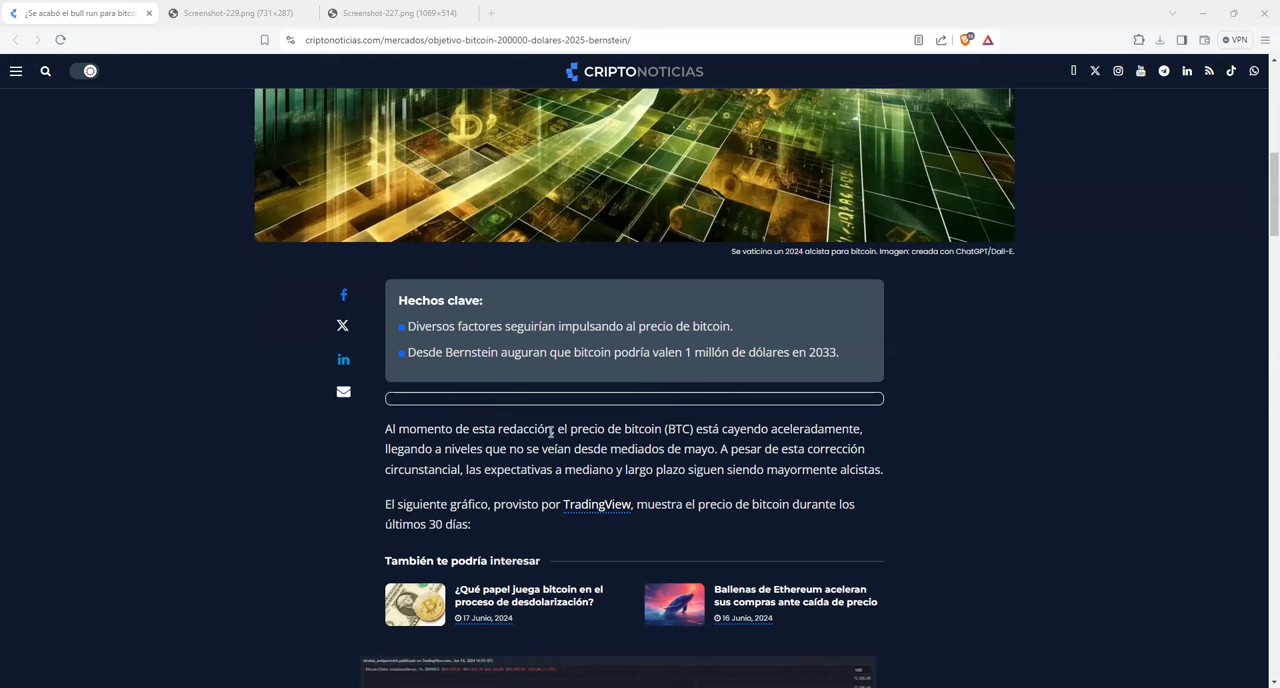 ¿Se acabó el bull run para bitco
Screenshot-229.png (731×287)
Screenshot-227.png (1069×514)
criptonoticias.com/mercados/objetivo-bitcoin-200000-dolares-2025-bernstein/
VPN
CRIPTONOTICIAS
Se vaticina un 2024 alcista para bitcoin. Imagen: creada con ChatGPT/Dall-E.
Hechos clave:
Diversos factores seguirían impulsando al precio de bitcoin.
Desde Bernstein auguran que bitcoin podría valen 1 millón de dólares en 2033.
Al momento de esta redacción, el precio de bitcoin (BTC) está cayendo aceleradamente,
llegando a niveles que no se veían desde mediados de mayo. A pesar de esta corrección
circunstancial, las expectativas a mediano y largo plazo siguen siendo mayormente alcistas.
El siguiente gráfico, provisto por TradingView, muestra el precio de bitcoin durante los
últimos 30 días:
También te podría interesar
¿Qué papel juega bitcoin en el
proceso de desdolarización?
17 Junio, 2024
Ballenas de Ethereum aceleran
sus compras ante caída de precio
16 Junio, 2024